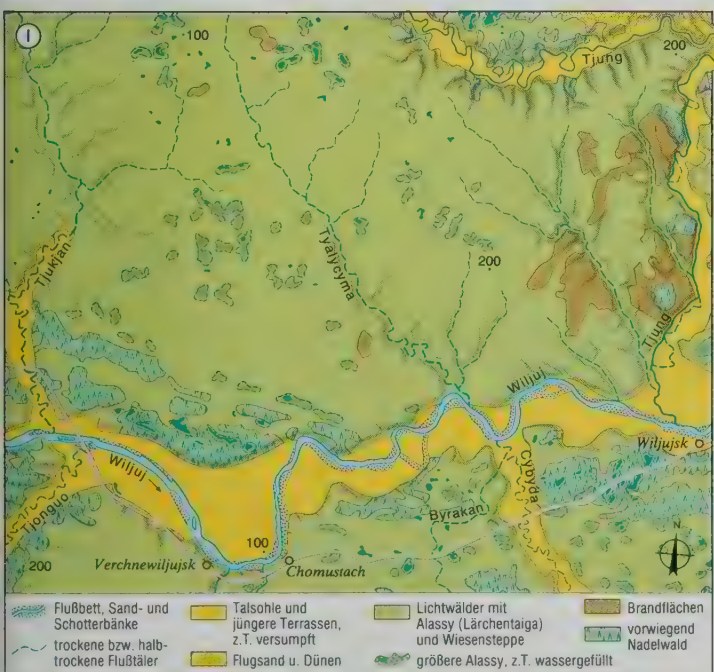 I
100
200
Tjung
Tjukjan
Tyalycyma
200
Tjung
Wiljuj
Wiljujsk
Wiljuj
Tionguo
Cybyda
Byrakan
N
100
200
Verchnewiljujsk
Chomustach
Flußbett, Sand- und
Schotterbänke
trockene bzw. halb-
trockene Flußtäler
Talsohle und
jüngere Terrassen,
z.T. versumpft
Flugsand u. Dünen
Lichtwälder mit
Alassy (Lärchentaiga)
und Wiesensteppe
größere Alassy, z.T. wassergefüllt
Brandflächen
vorwiegend
Nadelwald